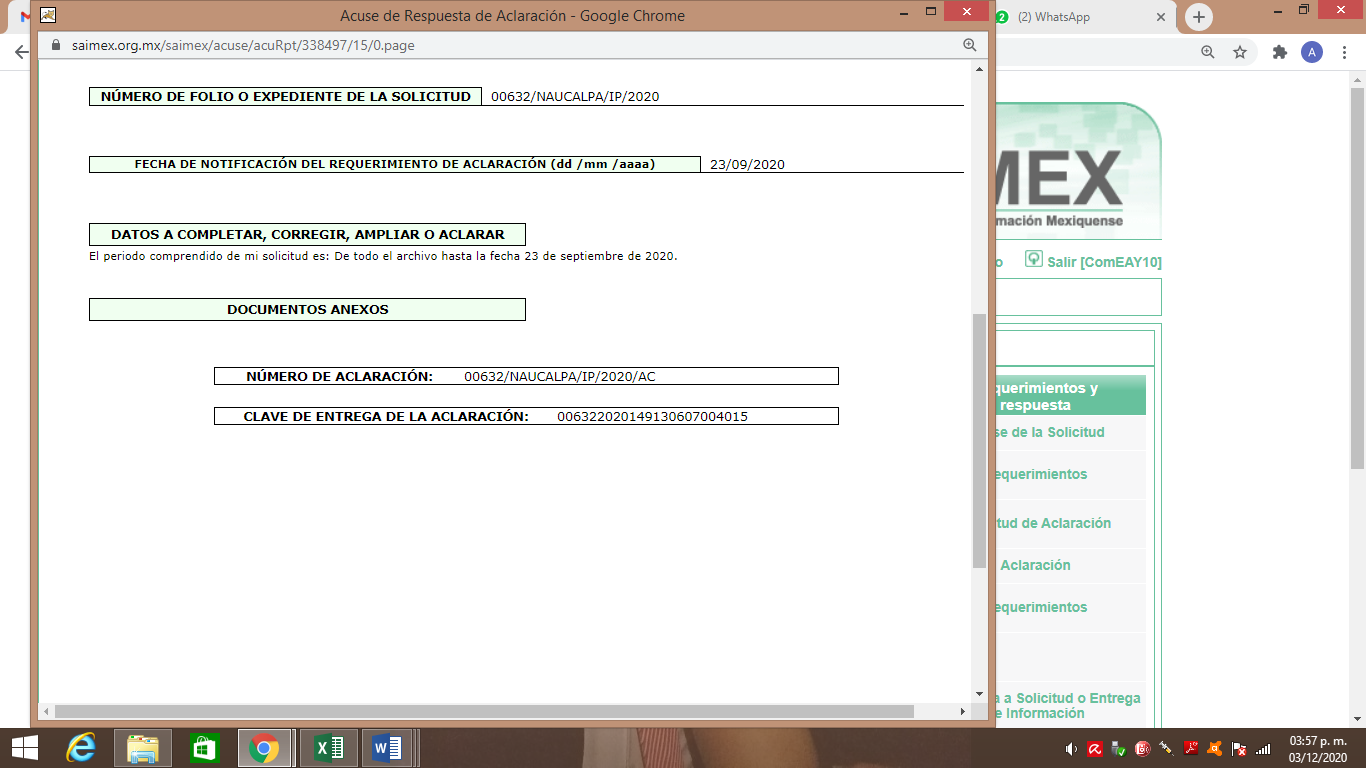 Acuse de Respuesta de Aclaración - Google Chrome
(2) WhatsApp
saimex.org.mx/saimex/acuse/acuRpt/338497/15/0.page
A
NÚMERO DE FOLIO O EXPEDIENTE DE LA SOLICITUD 00632/NAUCALPA/IP/2020
FECHA DE NOTIFICACIÓN DEL REQUERIMIENTO DE ACLARACIÓN (dd /mm /aaaa) 23/09/2020
DATOS A COMPLETAR, CORREGIR, AMPLIAR O ACLARAR
El periodo comprendido de mi solicitud es: De todo el archivo hasta la fecha 23 de septiembre de 2020.
DOCUMENTOS ANEXOS
NÚMERO DE ACLARACIÓN: 00632/NAUCALPA/IP/2020/AC
CLAVE DE ENTREGA DE LA ACLARACIÓN: 006322020149130607004015
MEX
mación Mexiquense
o Salir [ComEAY10]
querimientos y
respuesta
se de la Solicitud
equerimientos
tud de Aclaración
Aclaración
equerimientos
a a Solicitud o Entrega
e Información
03:57 p. m.
03/12/2020